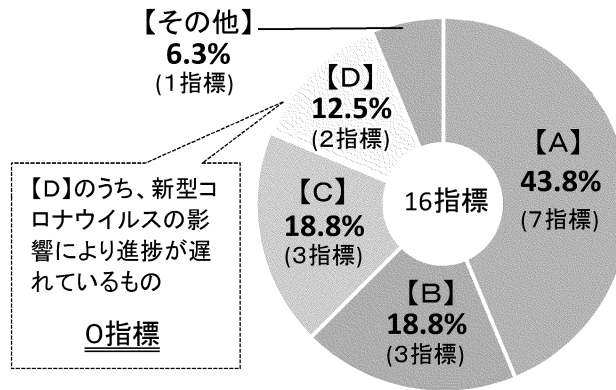 【その他】
6.3%
(1指標)
【D】
12.5%
(2指標)
【A】
43.8%
(7指標)
【C】
18.8%
(3指標)
16指標
【B】
18.8%
(3指標)
【D】のうち、新型コ
ロナウイルスの影
響により進捗が遅
れているもの
0指標